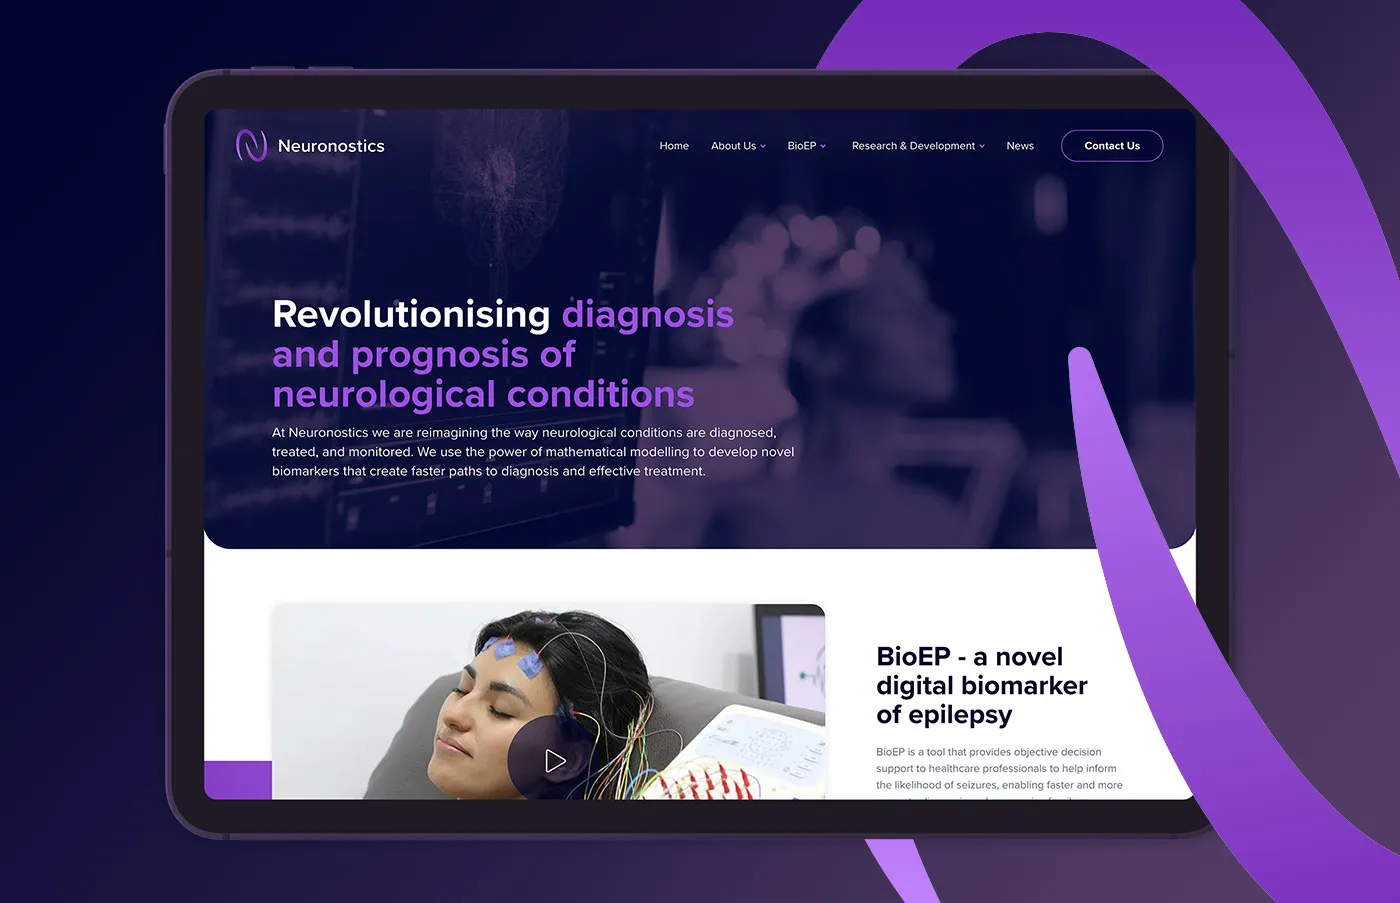 Neuronostics
Home
About Us
BioEP
Research & Development
News
Contact Us
Revolutionising diagnosis
and prognosis of
neurological conditions
At Neuronostics we are reimagining the way neurological conditions are diagnosed,
treated, and monitored. We use the power of mathematical modelling to develop novel
biomarkers that create faster paths to diagnosis and effective treatment.
BioEP - a novel
digital biomarker
of epilepsy
BioEP is a tool that provides objective decision
support to healthcare professionals to help inform
the likelihood of seizures, enabling faster and more